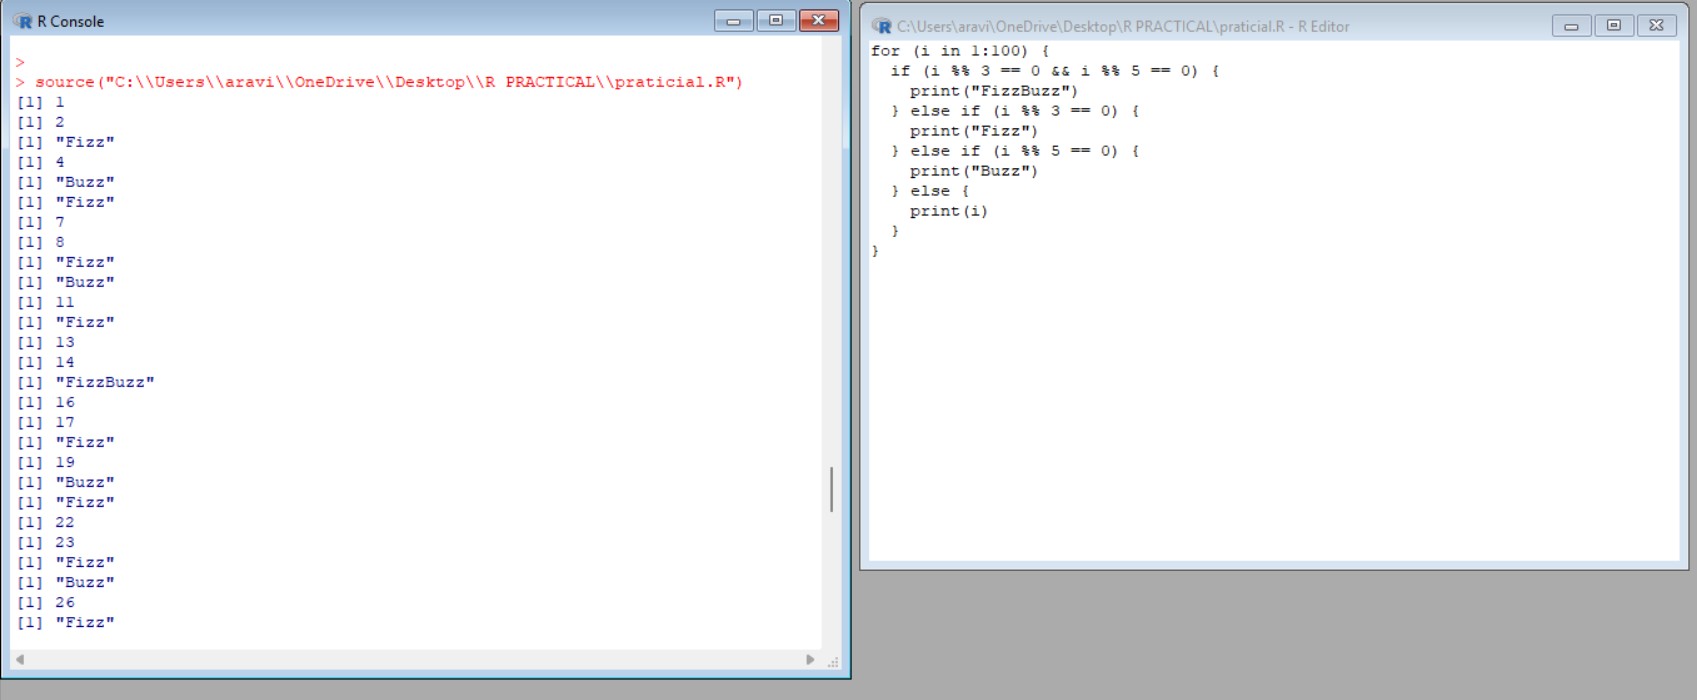 R Console
>
> source("C:\\Users\\aravi\\OneDrive\\Desktop\\R PRACTICAL\\praticial.R")
[1] 1
[1] 2
[1] "Fizz"
[1] 4
[1] "Buzz"
[1] "Fizz"
[1] 7
[1] 8
[1] "Fizz"
[1] "Buzz"
[1] 11
[1] "Fizz"
[1] 13
[1] 14
[1] "FizzBuzz"
[1] 16
[1] 17
[1] "Fizz"
[1] 19
[1] "Buzz"
[1] "Fizz"
[1] 22
[1] 23
[1] "Fizz"
[1] "Buzz"
[1] 26
[1] "Fizz"
C:\Users\aravi\OneDrive\Desktop\R PRACTICAL\praticial.R - R Editor
for (i in 1:100) {
  if (i %% 3 == 0 && i %% 5 == 0) {
    print("FizzBuzz")
  } else if (i %% 3 == 0) {
    print("Fizz")
  } else if (i %% 5 == 0) {
    print("Buzz")
  } else {
    print(i)
  }
}